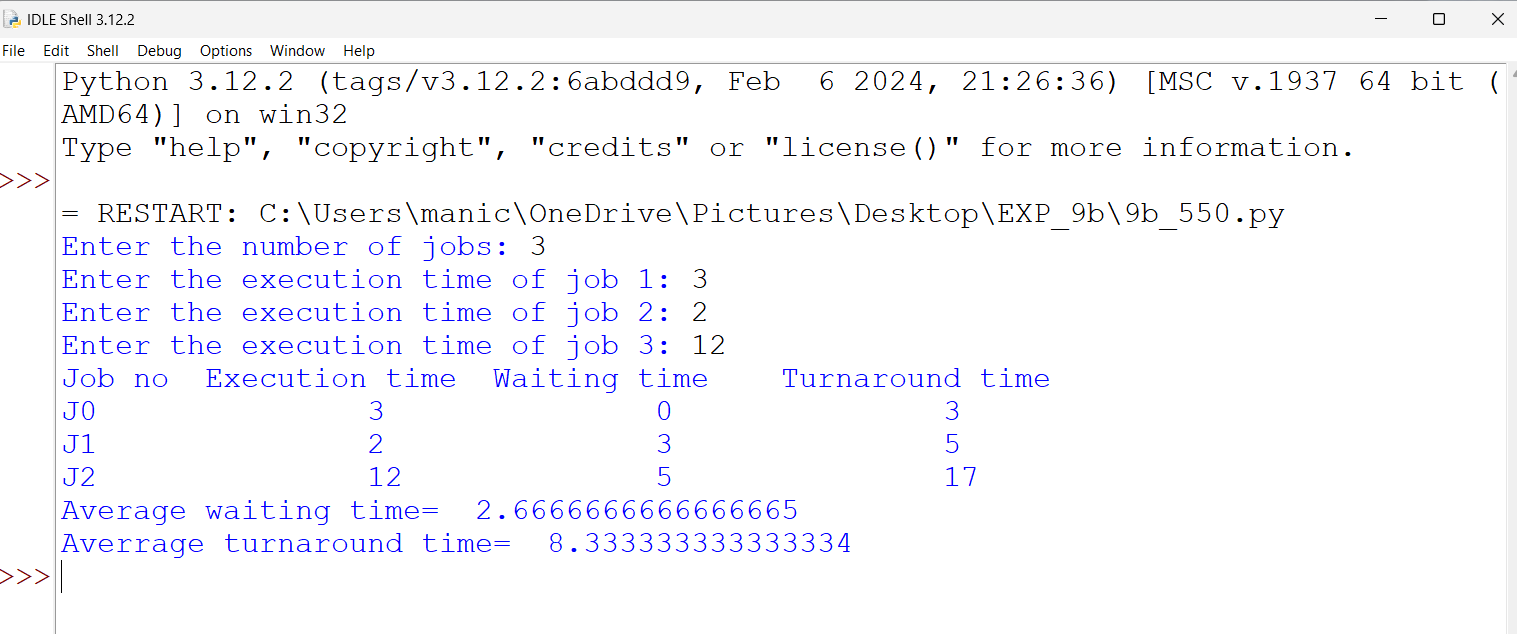 IDLE Shell 3.12.2
File Edit Shell Debug Options Window Help
Python 3.12.2 (tags/v3.12.2:6abddd9, Feb  6 2024, 21:26:36) [MSC v.1937 64 bit (
AMD64)] on win32
Type "help", "copyright", "credits" or "license()" for more information.
>>>
= RESTART: C:\Users\manic\OneDrive\Pictures\Desktop\EXP_9b\9b_550.py
Enter the number of jobs: 3
Enter the execution time of job 1: 3
Enter the execution time of job 2: 2
Enter the execution time of job 3: 12
Job no  Execution time  Waiting time    Turnaround time
J0               3               0               3
J1               2               3               5
J2               12              5               17
Average waiting time=  2.6666666666666665
Averrage turnaround time=  8.333333333333334
>>>